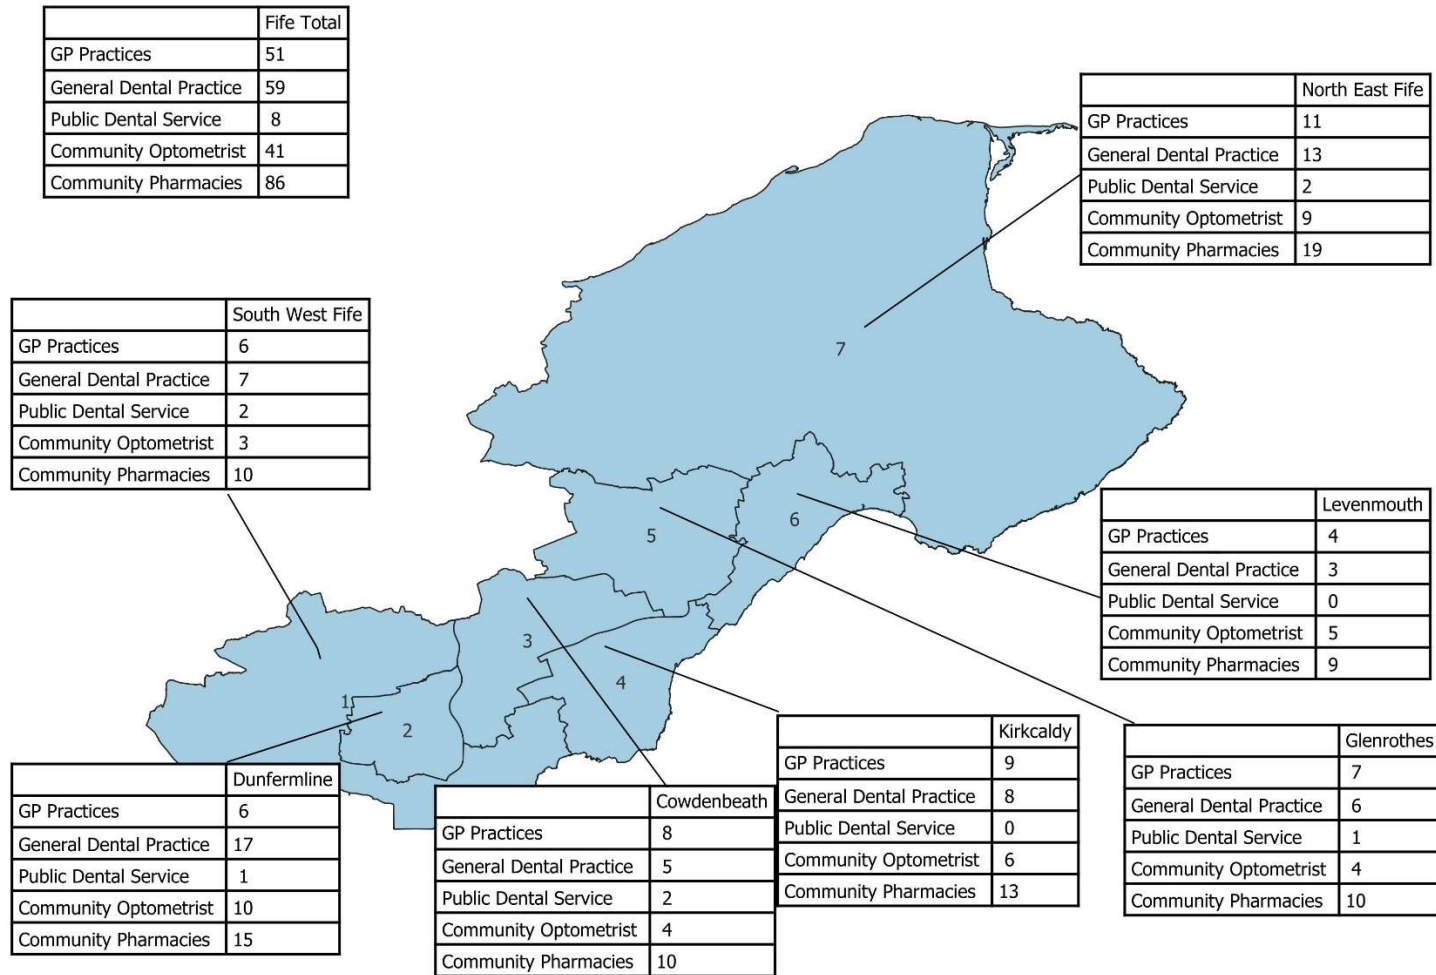 Fife Total
GP Practices 51
General Dental Practice 59
Public Dental Service 8
Community Optometrist 41
Community Pharmacies 86
North East Fife
GP Practices 11
General Dental Practice 13
Public Dental Service 2
Community Optometrist 9
Community Pharmacies 19
South West Fife
GP Practices 6
General Dental Practice 7
Public Dental Service 2
Community Optometrist 3
Community Pharmacies 10
7
Levenmouth
GP Practices 4
General Dental Practice 3
Public Dental Service 0
Community Optometrist 5
Community Pharmacies 9
6
5
3
4
1
2
Dunfermline
GP Practices 6
General Dental Practice 17
Public Dental Service 1
Community Optometrist 10
Community Pharmacies 15
Cowdenbeath
GP Practices 8
General Dental Practice 5
Public Dental Service 2
Community Optometrist 4
Community Pharmacies 10
Kirkcaldy
GP Practices 9
General Dental Practice 8
Public Dental Service 0
Community Optometrist 6
Community Pharmacies 13
Glenrothes
GP Practices 7
General Dental Practice 6
Public Dental Service 1
Community Optometrist 4
Community Pharmacies 10